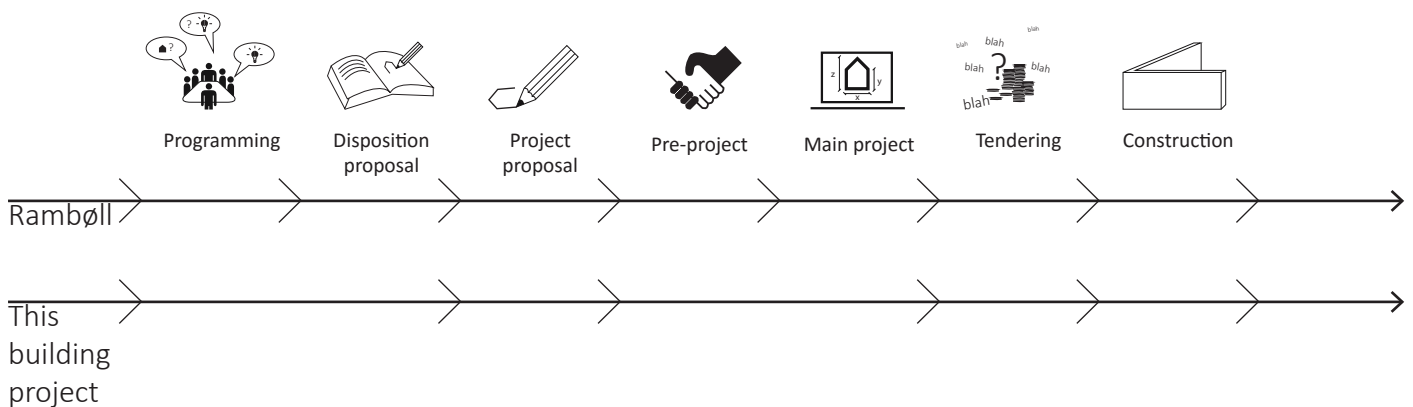 ?
?
blah
blah
blah
?
blah
blah
z
y
x
blah
Programming
Disposition
proposal
Project
proposal
Pre-project
Main project
Tendering
Construction
Rambøll
This
building
project